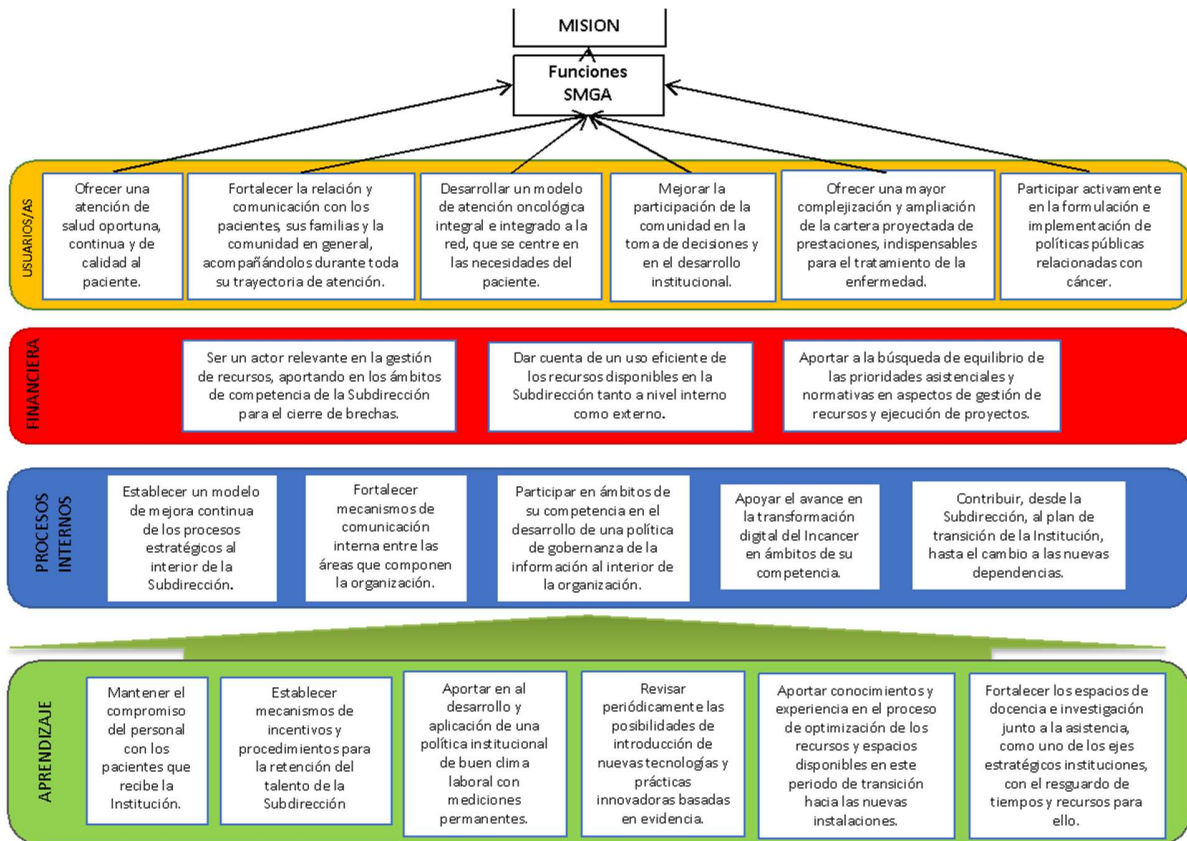 MISION
Funciones
SMGA
USUARIOS/AS
Ofrecer una
atención de
salud oportuna,
continua y de
calidad al
paciente.
Fortalecer la relación y
comunicación con los
pacientes, sus familias y la
comunidad en general,
acompañándolos durante toda
su trayectoria de atención.
Desarrollar un modelo
de atención oncológica
integral e integrado a la
red, que se centre en
las necesidades del
paciente.
Mejorar la
participación de la
comunidad en la
toma de decisiones y
en el desarrollo
institucional.
Ofrecer una mayor
complejización y ampliación
de la cartera proyectada de
prestaciones, indispensables
para el tratamiento de la
enfermedad.
Participar activamente
en la formulación e
implementación de
políticas públicas
relacionadas con
cáncer.
FINANCIERA
Ser un actor relevante en la gestión
de recursos, aportando en los ámbitos
de competencia de la Subdirección
para el cierre de brechas.
Dar cuenta de un uso eficiente de
los recursos disponibles en la
Subdirección tanto a nivel interno
como externo.
Aportar a la búsqueda de equilibrio de
las prioridades asistenciales y
normativas en aspectos de gestión de
recursos y ejecución de proyectos.
PROCESOS
INTERNOS
Establecer un modelo
de mejora continua
de los procesos
estratégicos al
interior de la
Subdirección.
Fortalecer
mecanismos de
comunicación
interna entre las
áreas que componen
la organización.
Participar en ámbitos de
su competencia en el
desarrollo de una política
de gobernanza de la
información al interior de
la organización.
Apoyar el avance en
la transformación
digital del Incancer
en ámbitos de su
competencia.
Contribuir, desde la
Subdirección, al plan de
transición de la Institución,
hasta el cambio a las nuevas
dependencias.
APRENDIZAJE
Mantener el
compromiso del
personal con los
pacientes que
recibe la
Institución.
Establecer
mecanismos de
incentivos y
procedimientos para
la retención del
talento de la
Subdirección
Aportar en al
desarrollo y
aplicación de una
política institucional
de buen clima
laboral con
mediciones
permanentes.
Revisar
periódicamente las
posibilidades de
introducción de
nuevas tecnologías y
prácticas
innovadoras basadas
en evidencia.
Aportar conocimientos y
experiencia en el proceso
de optimización de los
recursos y espacios
disponibles en este
periodo de transición
hacia las nuevas
instalaciones.
Fortalecer los espacios de
docencia e investigación
junto a la asistencia,
como uno de los ejes
estratégicos instituciones,
con el resguardo de
tiempos y recursos para
ello.